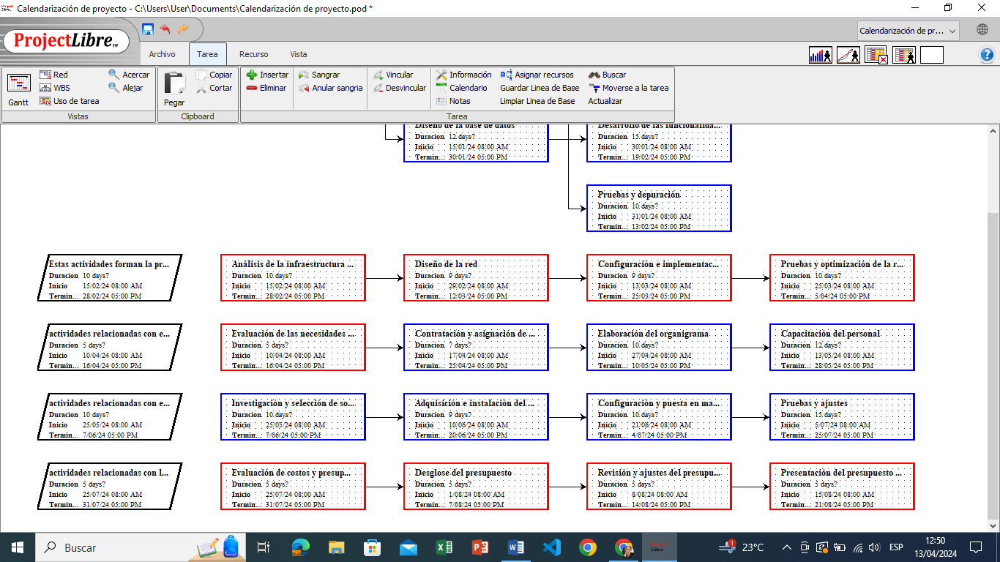 Calendarización de proyecto - C:\Users\User\Documents\Calendarización de proyecto.pod *
ProjectLibre™
Calendarización de pr...
Archivo Tarea Recurso Vista
Gantt
Red
WBS
Uso de tarea
Acercar
Alejar
Vistas
Pegar
Copiar
Cortar
Clipboard
Insertar
Eliminar
Sangrar
Anular sangria
Vincular
Desvincular
Información
Calendario
Notas
Asignar recursos
Guardar Linea de Base
Limpiar Linea de Base
Buscar
Moverse a la tarea
Actualizar
Tarea
Diseño de la base de datos
Duracion 12 days?
Inicio 15/01/24 08:00 AM
Termin... 30/01/24 05:00 PM
Desarrollo de las funcionalida...
Duracion 15 days?
Inicio 30/01/24 08:00 AM
Termin... 19/02/24 05:00 PM
Pruebas y depuración
Duracion 10 days?
Inicio 31/01/24 08:00 AM
Termin... 13/02/24 05:00 PM
Estas actividades forman la pr...
Duracion 10 days?
Inicio 15/02/24 08:00 AM
Termin... 28/02/24 05:00 PM
Análisis de la infraestructura ...
Duracion 10 days?
Inicio 15/02/24 08:00 AM
Termin... 28/02/24 05:00 PM
Diseño de la red
Duracion 9 days?
Inicio 29/02/24 08:00 AM
Termin... 12/03/24 05:00 PM
Configuración e implementac...
Duracion 9 days?
Inicio 13/03/24 08:00 AM
Termin... 25/03/24 05:00 PM
Pruebas y optimización de la r...
Duracion 10 days?
Inicio 25/03/24 08:00 AM
Termin... 5/04/24 05:00 PM
actividades relacionadas con e...
Duracion 5 days?
Inicio 10/04/24 08:00 AM
Termin... 16/04/24 05:00 PM
Evaluación de las necesidades ...
Duracion 5 days?
Inicio 10/04/24 08:00 AM
Termin... 16/04/24 05:00 PM
Contratación y asignación de ...
Duracion 7 days?
Inicio 17/04/24 08:00 AM
Termin... 25/04/24 05:00 PM
Elaboración del organigrama
Duracion 10 days?
Inicio 27/04/24 08:00 AM
Termin... 10/05/24 05:00 PM
Capacitación del personal
Duracion 12 days?
Inicio 13/05/24 08:00 AM
Termin... 28/05/24 05:00 PM
actividades relacionadas con e...
Duracion 10 days?
Inicio 25/05/24 08:00 AM
Termin... 7/06/24 05:00 PM
Investigación y selección de so...
Duracion 10 days?
Inicio 25/05/24 08:00 AM
Termin... 7/06/24 05:00 PM
Adquisición e instalación del ...
Duracion 9 days?
Inicio 10/06/24 08:00 AM
Termin... 20/06/24 05:00 PM
Configuración y puesta en ma...
Duracion 10 days?
Inicio 21/06/24 08:00 AM
Termin... 4/07/24 05:00 PM
Pruebas y ajustes
Duracion 15 days?
Inicio 5/07/24 08:00 AM
Termin... 25/07/24 05:00 PM
actividades relacionadas con l...
Duracion 5 days?
Inicio 25/07/24 08:00 AM
Termin... 31/07/24 05:00 PM
Evaluación de costos y presup...
Duracion 5 days?
Inicio 25/07/24 08:00 AM
Termin... 31/07/24 05:00 PM
Desglose del presupuesto
Duracion 5 days?
Inicio 1/08/24 08:00 AM
Termin... 7/08/24 05:00 PM
Revisión y ajustes del presupu...
Duracion 5 days?
Inicio 8/08/24 08:00 AM
Termin... 14/08/24 05:00 PM
Presentación del presupuesto ...
Duracion 5 days?
Inicio 15/08/24 08:00 AM
Termin... 21/08/24 05:00 PM
Buscar
23°C
ESP
12:50
13/04/2024